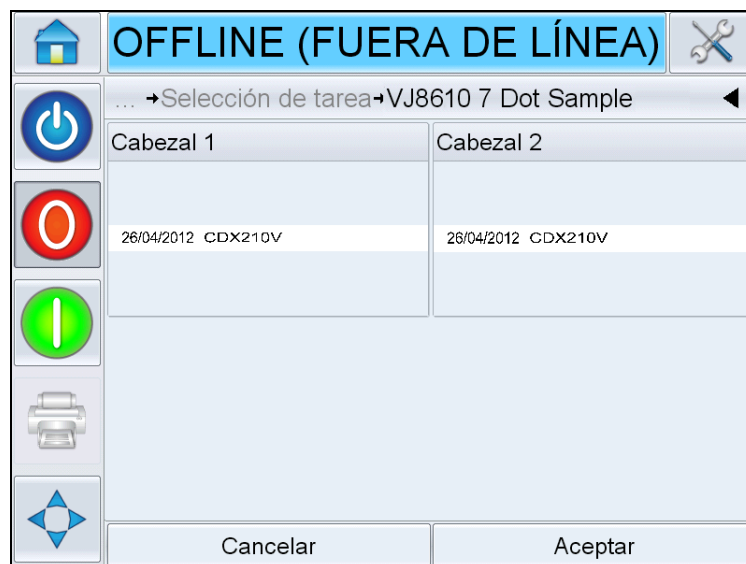 OFFLINE (FUERA DE LÍNEA)
... →Selección de tarea→VJ8610 7 Dot Sample
Cabezal 1
Cabezal 2
26/04/2012 CDX210V
26/04/2012 CDX210V
Cancelar
Aceptar